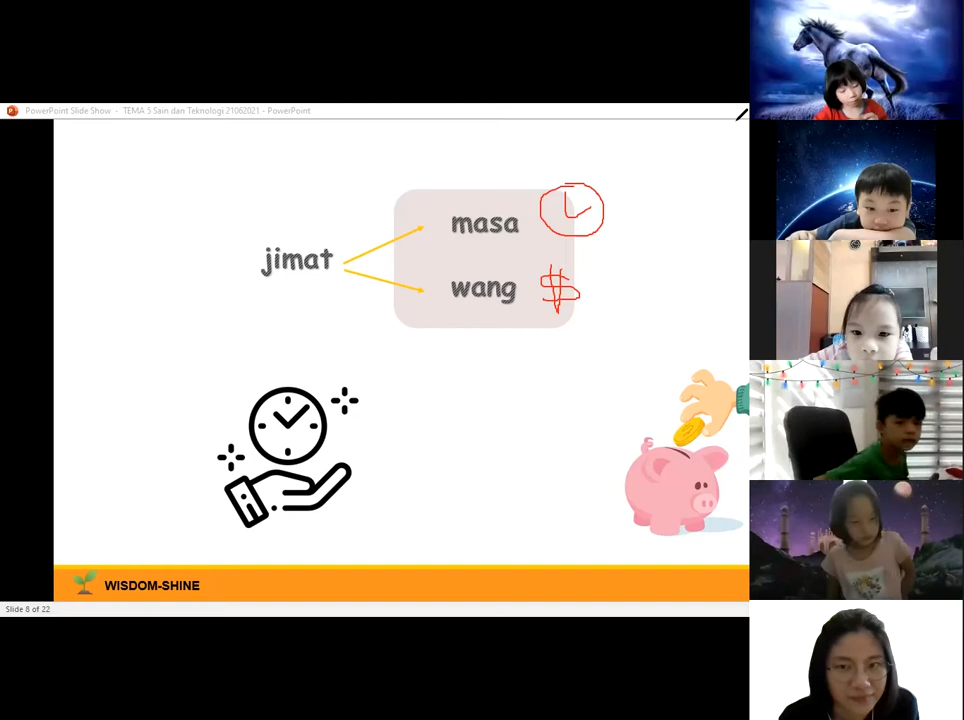 PowerPoint Slide Show - TEMA 5 Sain dan Teknologi 21062021 - PowerPoint
masa
jimat
wang $
WISDOM-SHINE
Slide 8 of 22